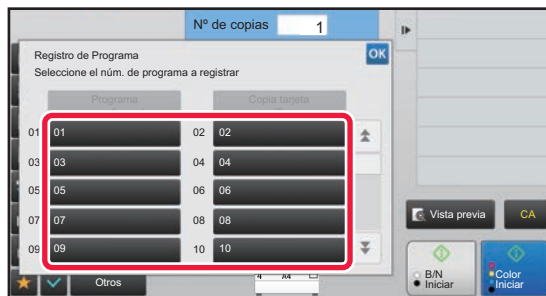 Nº de copias 1
Registro de Programa OK
Seleccione el núm. de programa a registrar
Programa Copia tarjeta
01 01 02 02
03 03 04 04
05 05 06 06
07 07 08 08
09 09 10 10
Vista previa CA
Otros
4 A4
B/N Iniciar
Color Iniciar